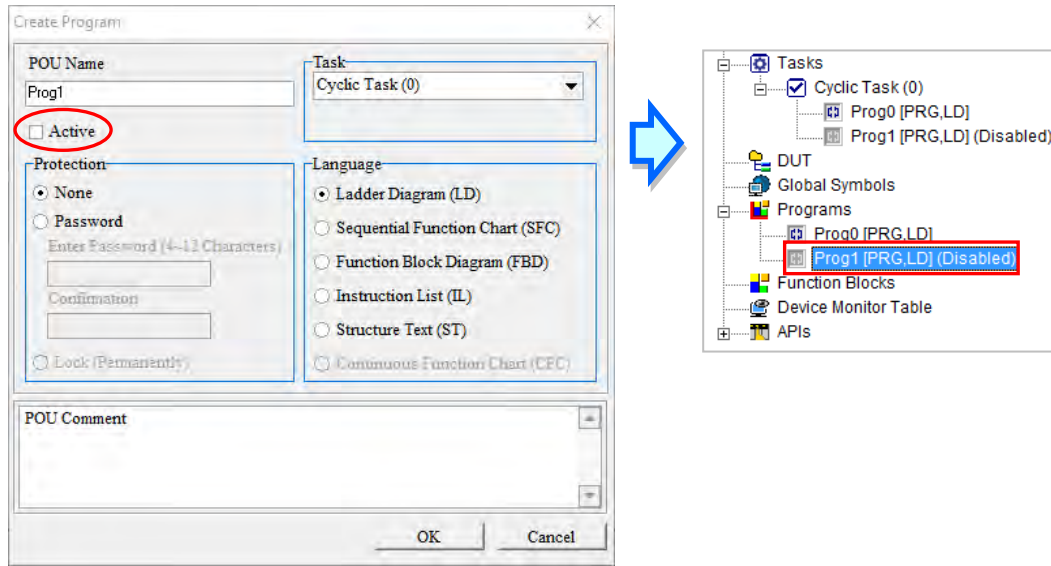 Create Program
POU Name
Prog1
Active
Task
Cyclic Task (0)
Protection
None
Password
Enter Password (4~12 Characters)
Confirmation
Lock (Permanently)
Language
Ladder Diagram (LD)
Sequential Function Chart (SFC)
Function Block Diagram (FBD)
Instruction List (IL)
Structure Text (ST)
Continuous Function Chart (CFC)
POU Comment
OK
Cancel
Tasks
Cyclic Task (0)
Prog0 [PRG,LD]
Prog1 [PRG,LD] (Disabled)
DUT
Global Symbols
Programs
Prog0 [PRG,LD]
Prog1 [PRG,LD] (Disabled)
Function Blocks
Device Monitor Table
APIs